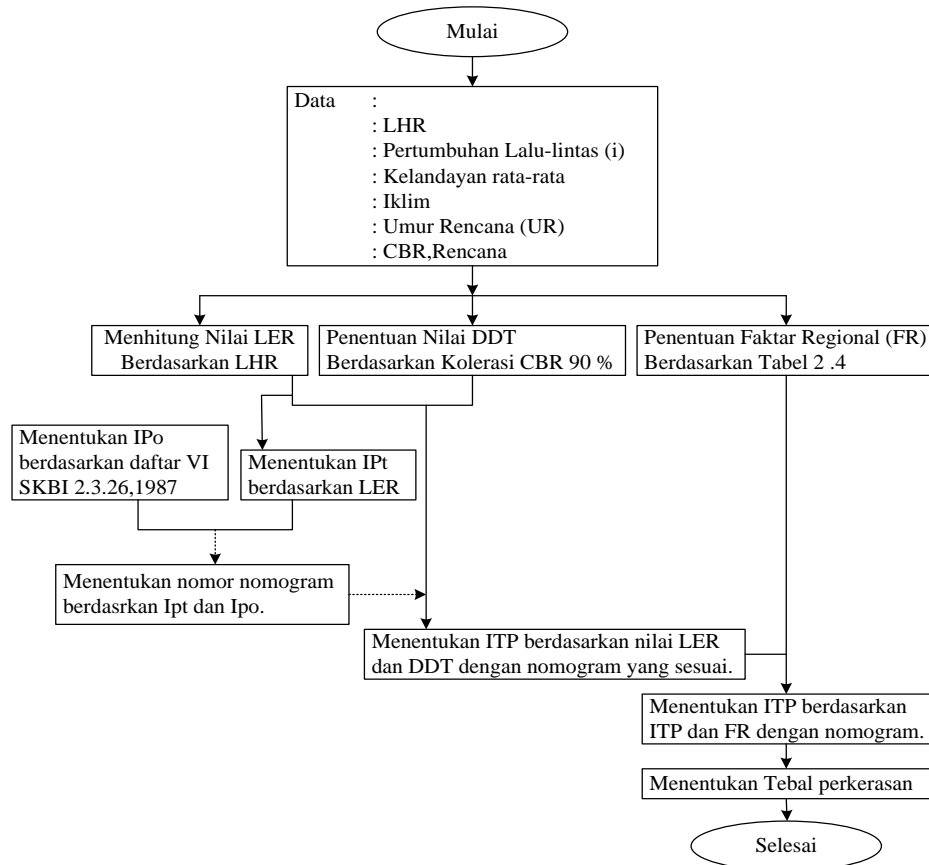 Mulai
Data :
: LHR
: Pertumbuhan Lalu-lintas (i)
: Kelandayan rata-rata
: Iklim
: Umur Rencana (UR)
: CBR,Rencana
Menhitung Nilai LER
Berdasarkan LHR
Penentuan Nilai DDT
Berdasarkan Kolerasi CBR 90 %
Penentuan Faktar Regional (FR)
Berdasarkan Tabel 2 .4
Menentukan IPo
berdasarkan daftar VI
SKBI 2.3.26,1987
Menentukan IPt
berdasarkan LER
Menentukan nomor nomogram
berdasrkan Ipt dan Ipo.
Menentukan ITP berdasarkan nilai LER
dan DDT dengan nomogram yang sesuai.
Menentukan ITP berdasarkan
ITP dan FR dengan nomogram.
Menentukan Tebal perkerasan
Selesai